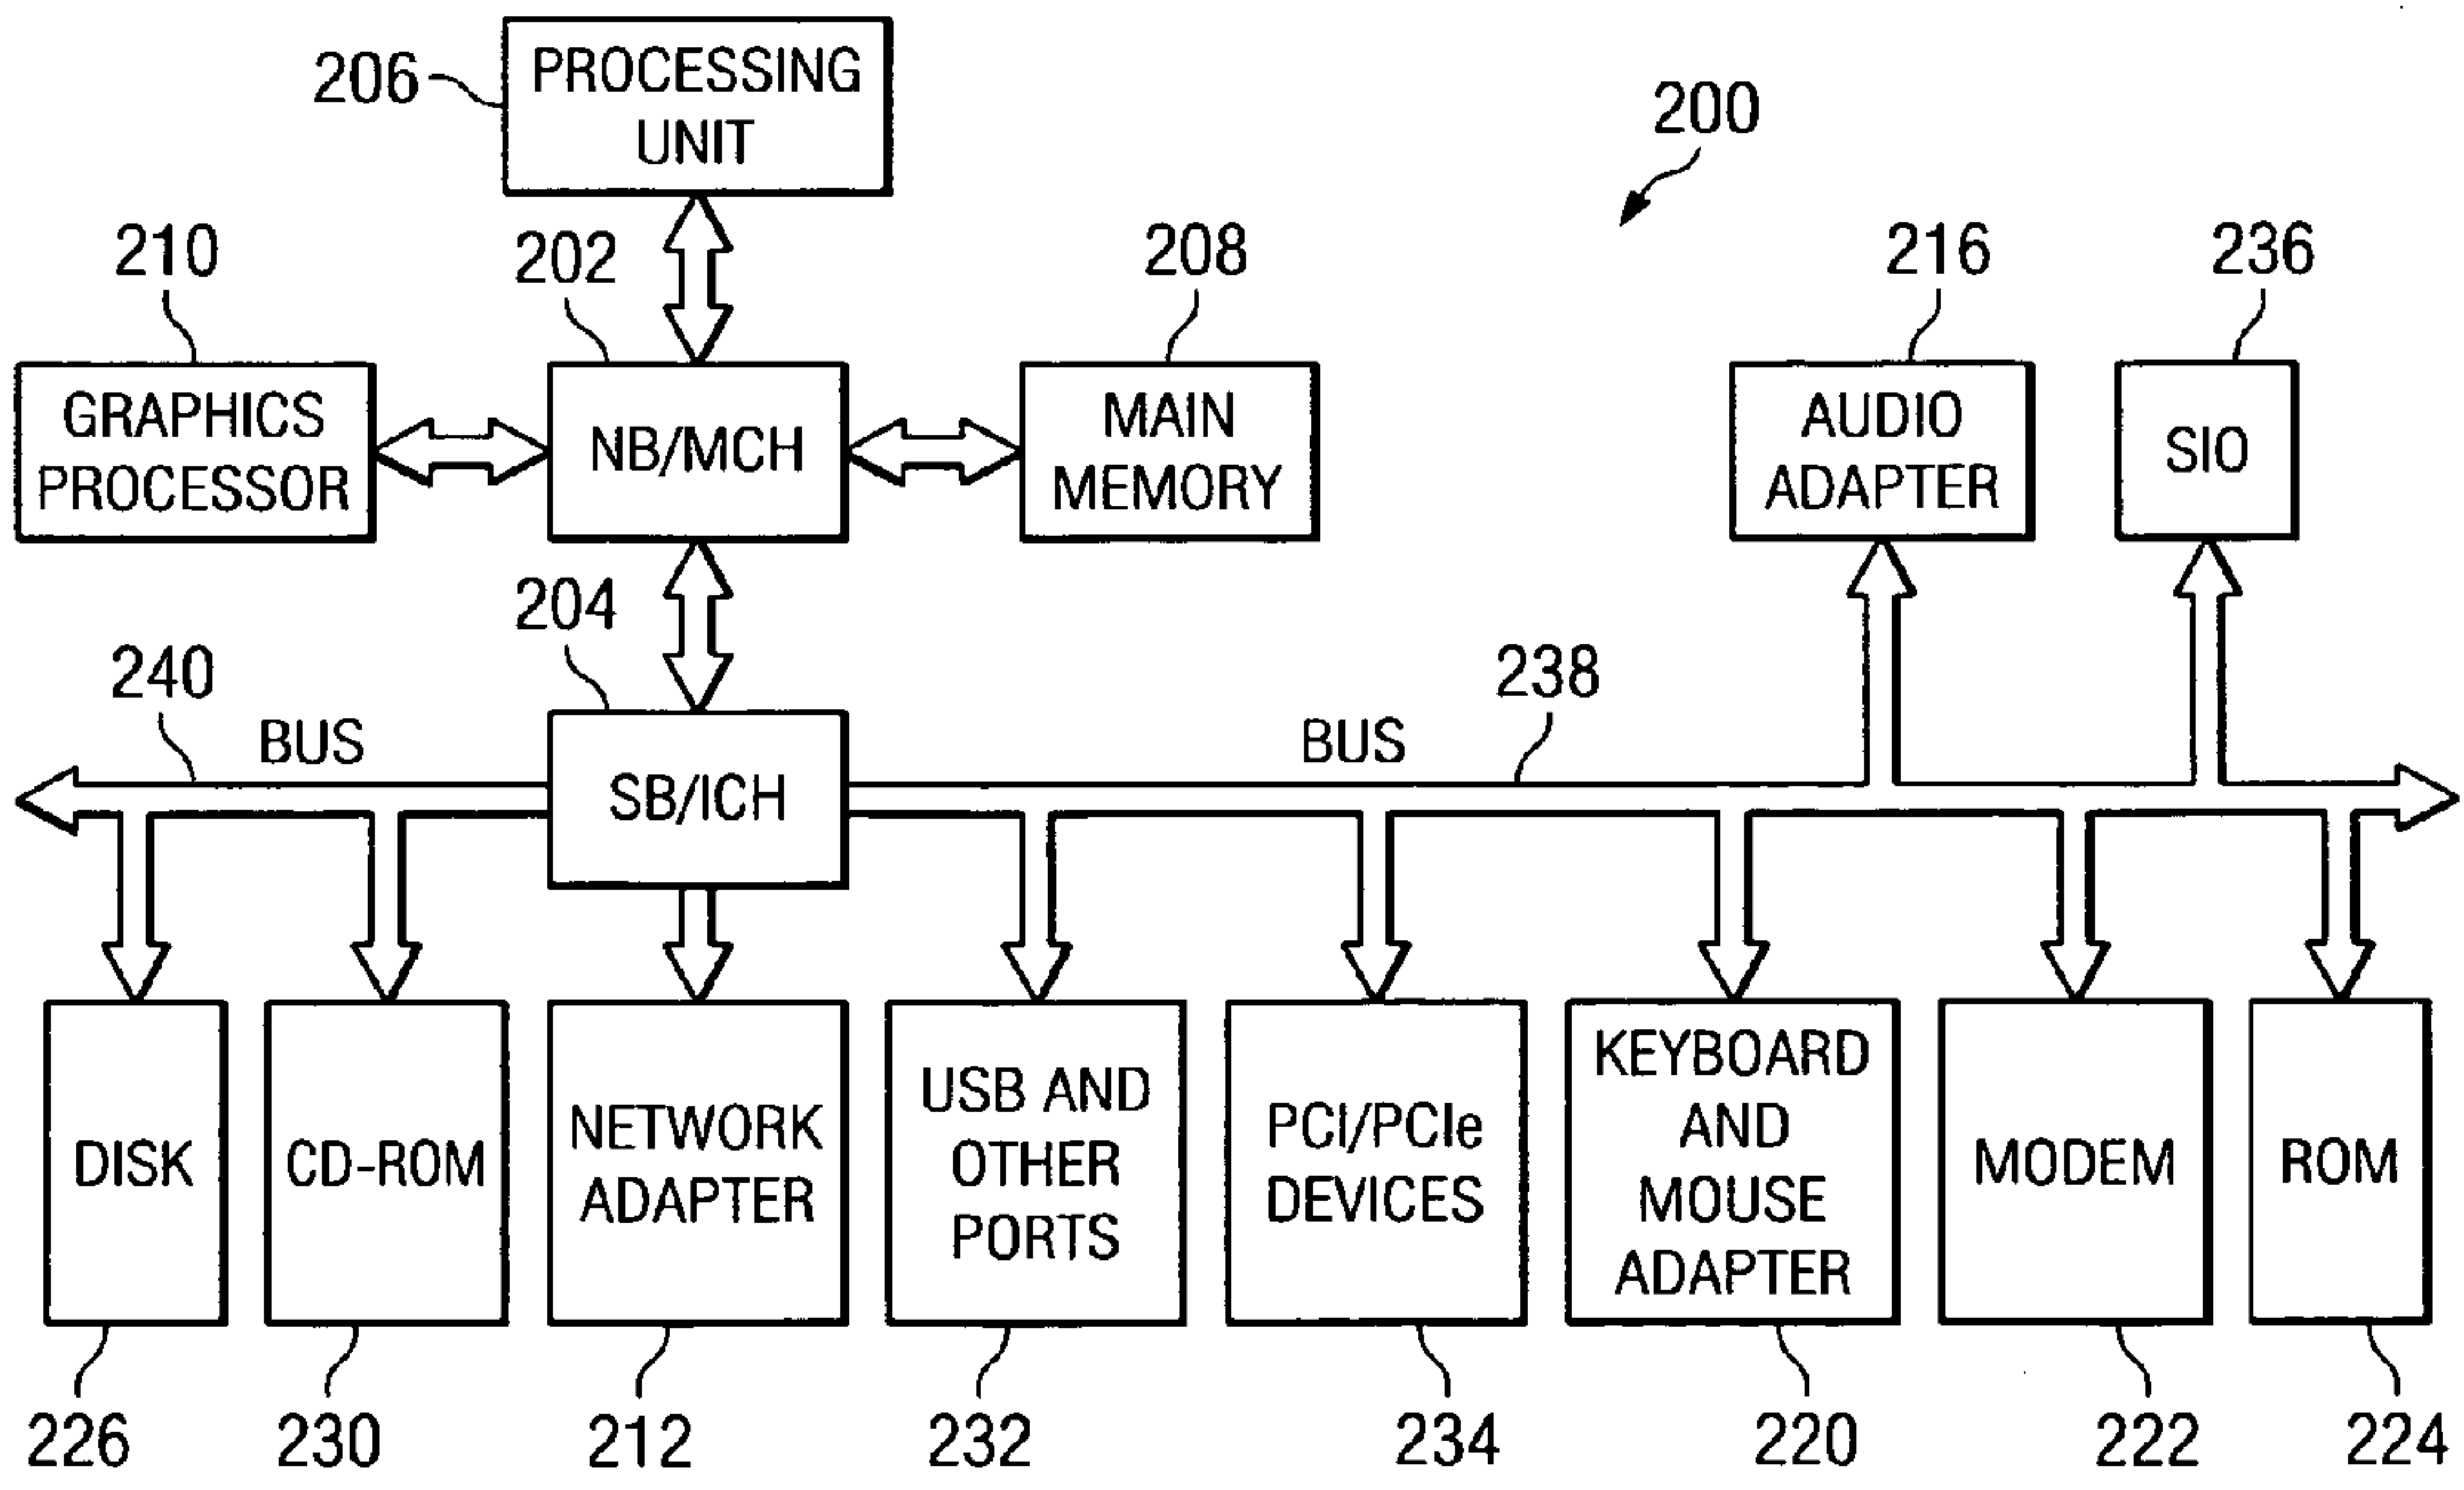 PROCESSING
UNIT
206
200
210
202
208
216
236
GRAPHICS
PROCESSOR
NB/MCH
MAIN
MEMORY
AUDIO
ADAPTER
SIO
204
240
BUS
238
BUS
SB/ICH
DISK
CD-ROM
NETWORK
ADAPTER
USB AND
OTHER
PORTS
PCI/PCIe
DEVICES
KEYBOARD
AND
MOUSE
ADAPTER
MODEM
ROM
226
230
212
232
234
220
222
224